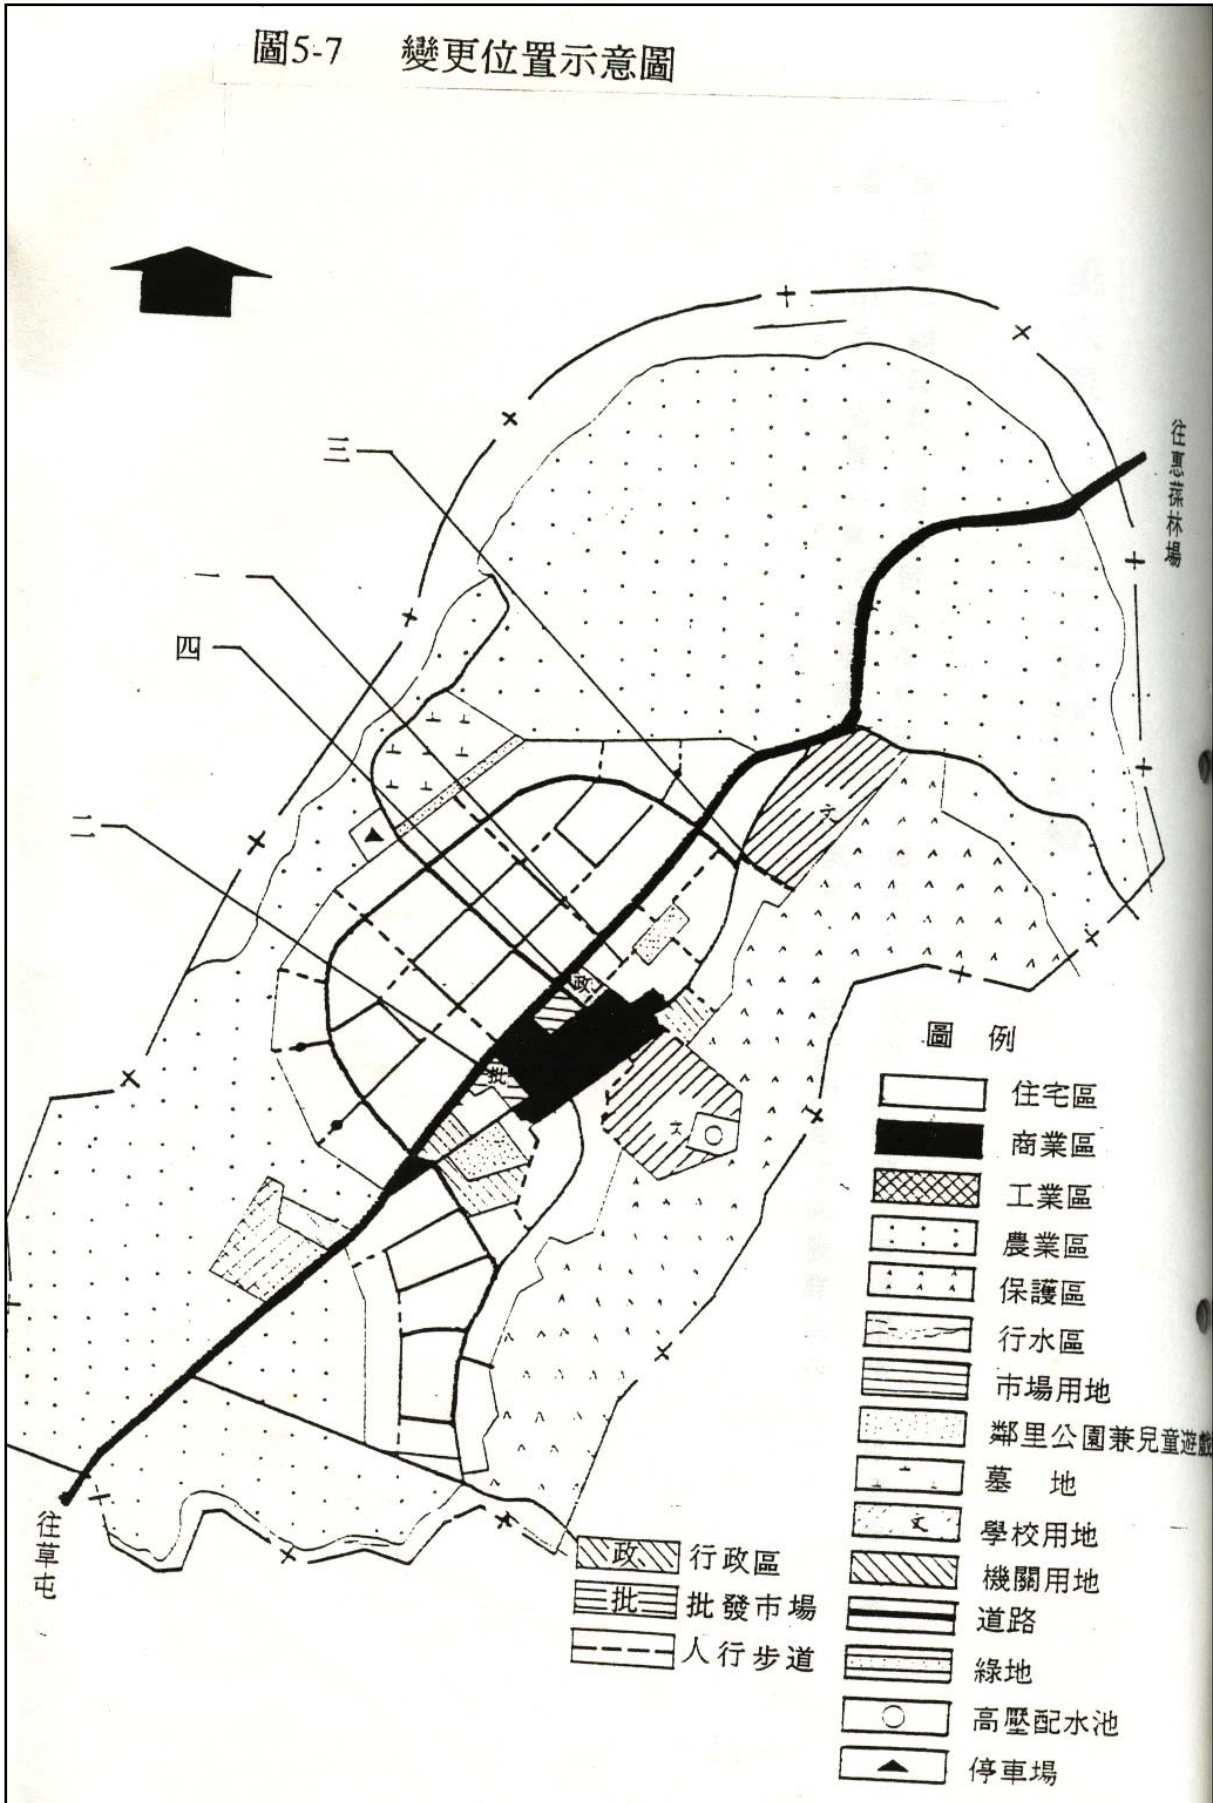 圖5-7 變更位置示意圖
往惠蓀林場
三
一
四
二
文
政
批
文
往草屯
圖例
住宅區
商業區
工業區
農業區
保護區
行水區
市場用地
鄰里公園兼兒童遊戲
墓地
文 學校用地
機關用地
道路
綠地
高壓配水池
停車場
政 行政區
批 批發市場
人行步道